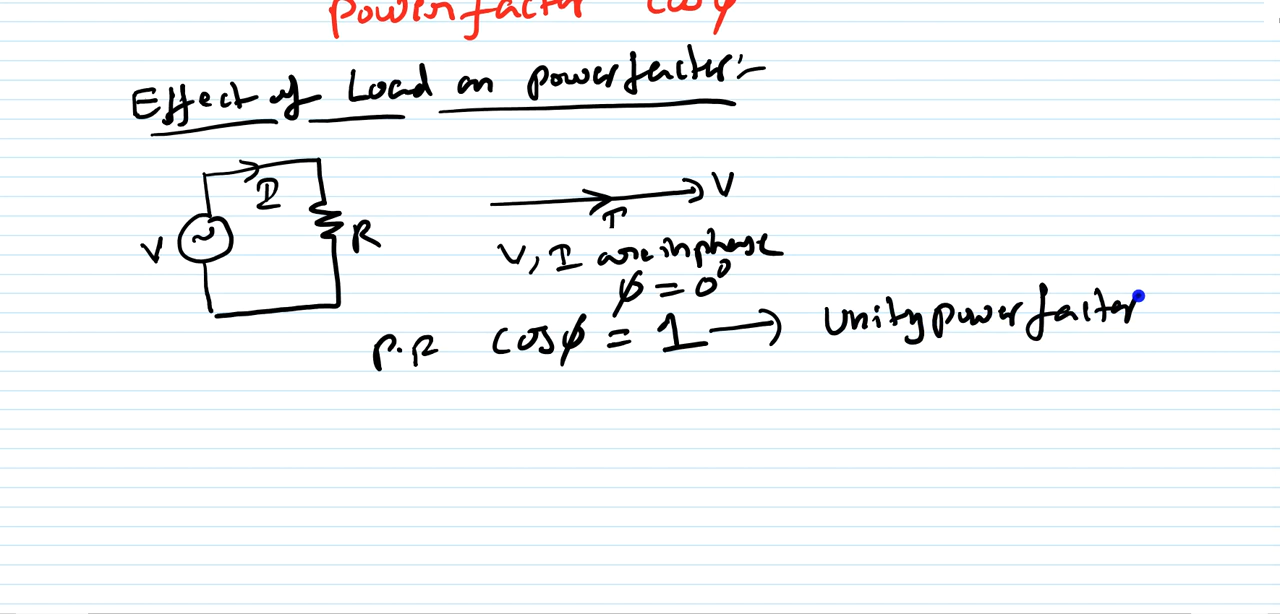 Power factor cosφ
Effect of Load on power factor:-
I
V
R
V
I
V, I are in phase
φ = 0°
P.F cosφ = 1 → Unity power factor